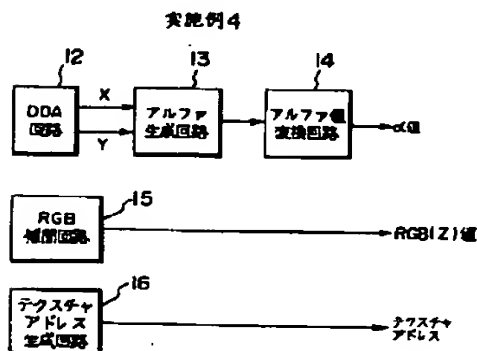 実施例4
12
DDA
回路
X
Y
13
アルファ
生成回路
14
アルファ値
変換回路
α値
15
RGB
補間回路
RGB(Z)値
16
テクスチャ
アドレス
生成回路
テクスチャ
アドレス